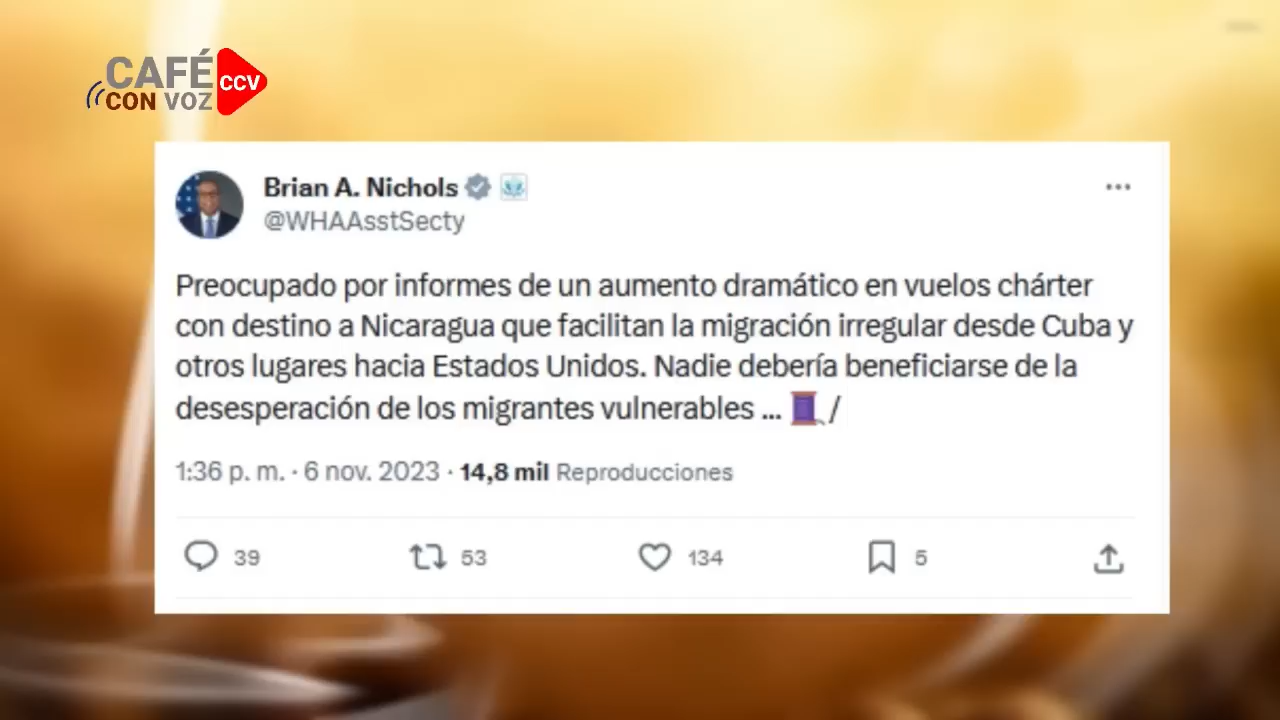 CAFÉ
CON VOZ
CCV
Brian A. Nichols
@WHAAsstSecty
Preocupado por informes de un aumento dramático en vuelos chárter
con destino a Nicaragua que facilitan la migración irregular desde Cuba y
otros lugares hacia Estados Unidos. Nadie debería beneficiarse de la
desesperación de los migrantes vulnerables ... 🧵 /
1:36 p. m. · 6 nov. 2023 · 14,8 mil Reproducciones
39 53 134 5